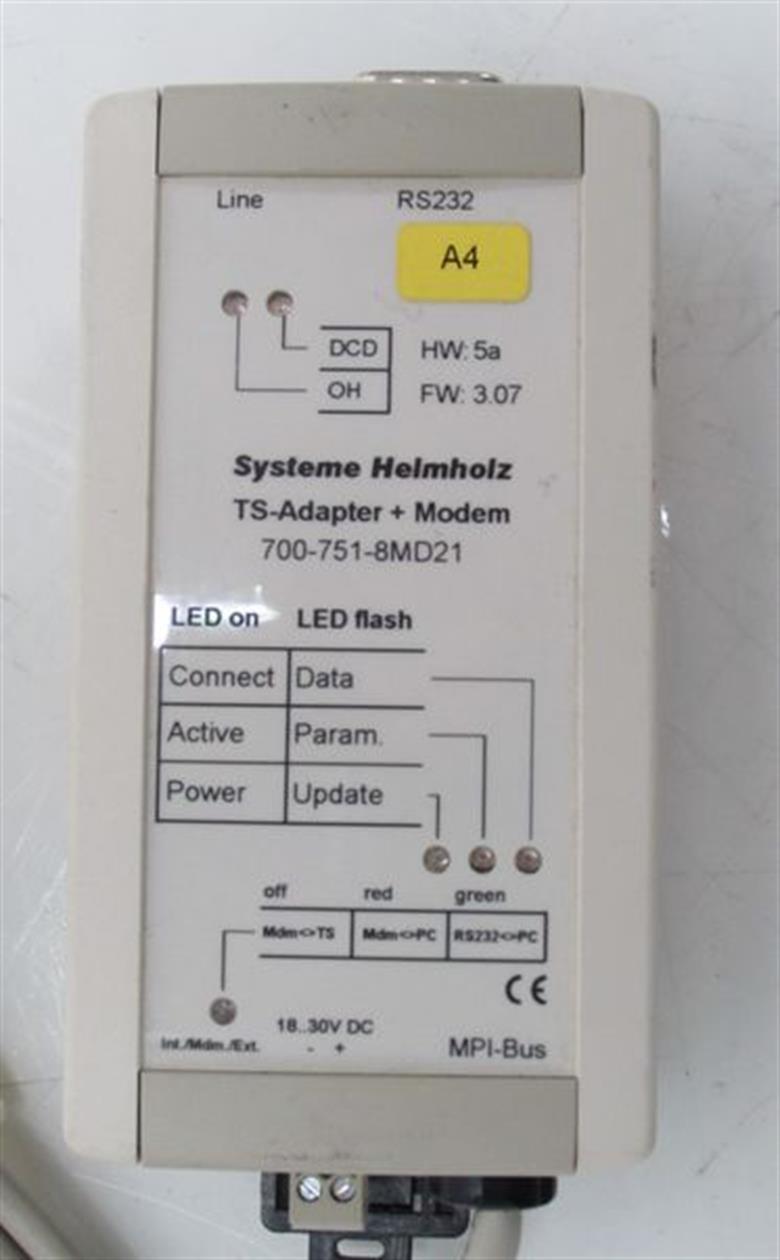 Line RS232
A4
DCD HW: 5a
OH FW: 3.07
Systeme Helmholz
TS-Adapter + Modem
700-751-8MD21
LED on LED flash
Connect Data
Active Param.
Power Update
off red green
Mdm<>TS Mdm<>PC RS232<>PC
CE
18..30V DC
Int./Mdm./Ext. - + MPI-Bus